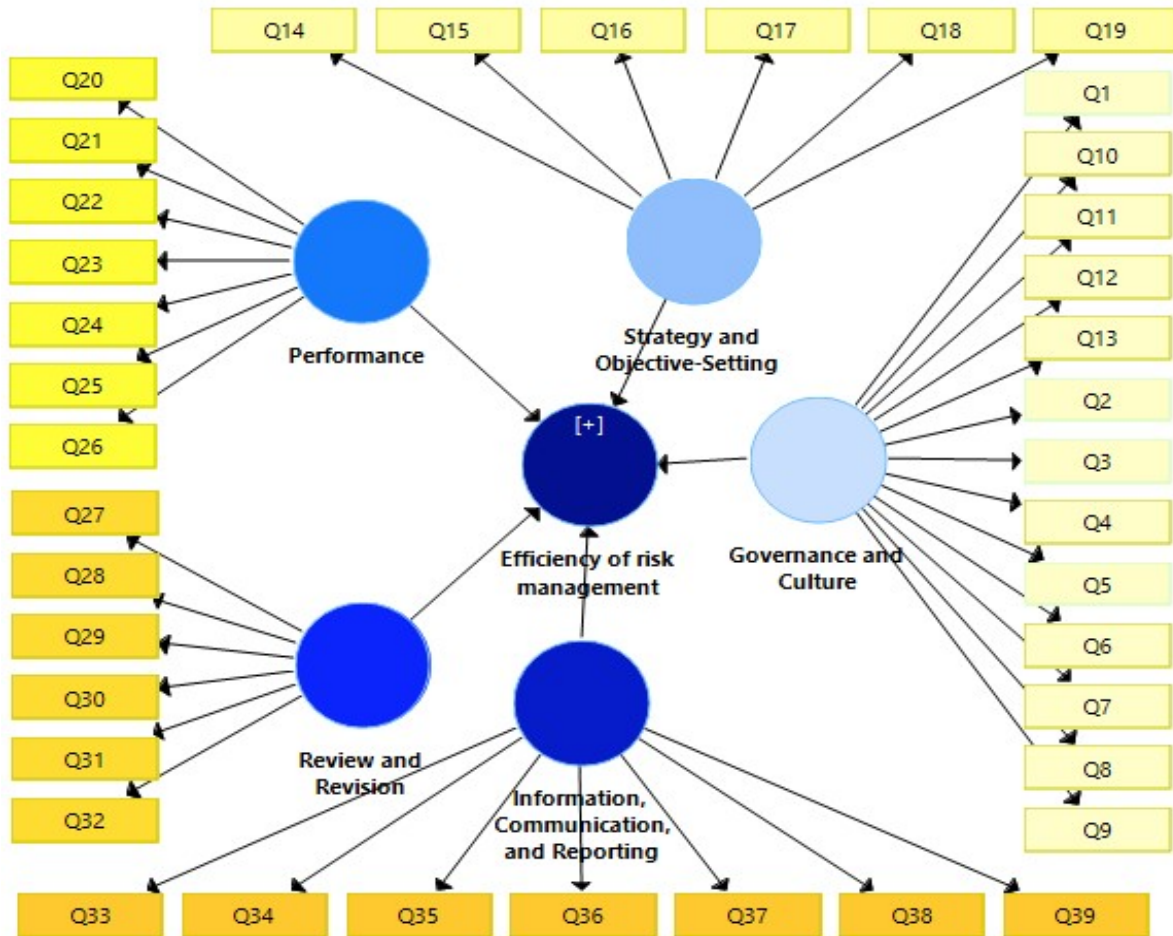 Q14
Q15
Q16
Q17
Q18
Q19
Q20
Q21
Q22
Q23
Q24
Q25
Q26
Q1
Q10
Q11
Q12
Q13
Q2
Q3
Q4
Q5
Q6
Q7
Q8
Q9
Performance
Strategy and
Objective-Setting
[+]
Efficiency of risk
management
Governance and
Culture
Q27
Q28
Q29
Q30
Q31
Q32
Review and
Revision
Information,
Communication,
and Reporting
Q33
Q34
Q35
Q36
Q37
Q38
Q39